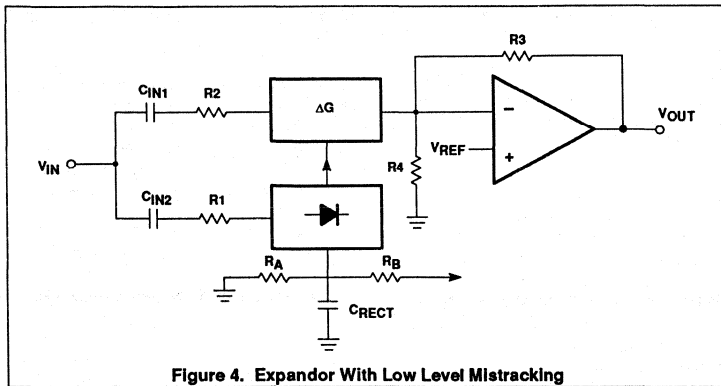 R3
CIN1
R2
ΔG
−
VOUT
VREF
+
R4
VIN
CIN2
R1
RA
RB
CRECT
Figure 4. Expandor With Low Level Mistracking